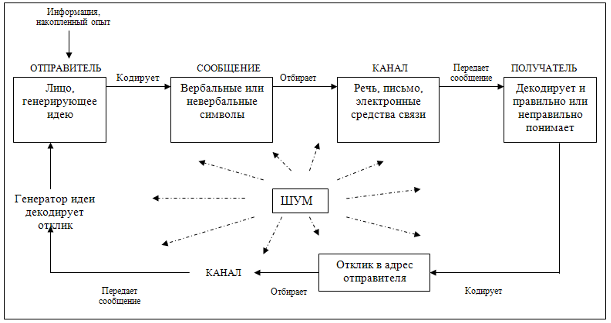 Информация,
накопленный опыт
ОТПРАВИТЕЛЬ
Кодирует
СООБЩЕНИЕ
Отбирает
КАНАЛ
Передает
сообщение
ПОЛУЧАТЕЛЬ
Лицо,
генерирующее
идею
Вербальные или
невербальные
символы
Речь, письмо,
электронные
средства связи
Декодирует и
правильно или
неправильно
понимает
Генератор идеи
декодирует
отклик
ШУМ
Передает
сообщение
КАНАЛ
Отбирает
Отклик в адрес
отправителя
Кодирует